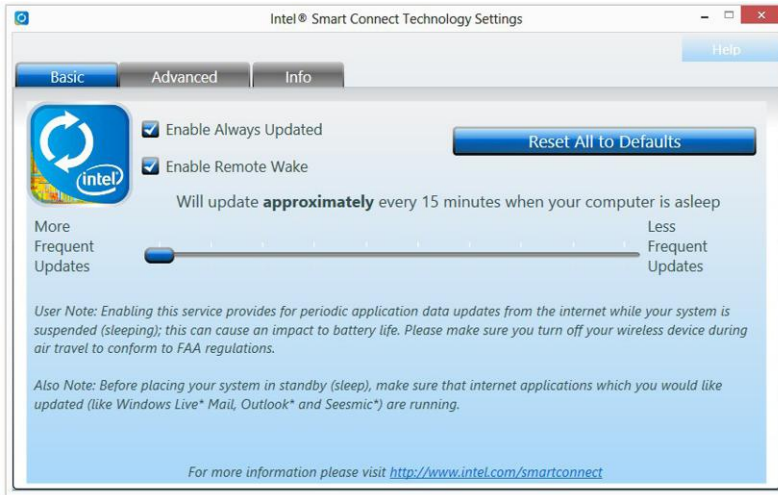 Intel® Smart Connect Technology Settings
Help
Basic Advanced Info
Enable Always Updated
Reset All to Defaults
Enable Remote Wake
(intel)
Will update approximately every 15 minutes when your computer is asleep
More
Frequent
Updates
Less
Frequent
Updates
User Note: Enabling this service provides for periodic application data updates from the internet while your system is
suspended (sleeping); this can cause an impact to battery life. Please make sure you turn off your wireless device during
air travel to conform to FAA regulations.
Also Note: Before placing your system in standby (sleep), make sure that internet applications which you would like
updated (like Windows Live* Mail, Outlook* and Seesmic*) are running.
For more information please visit http://www.intel.com/smartconnect